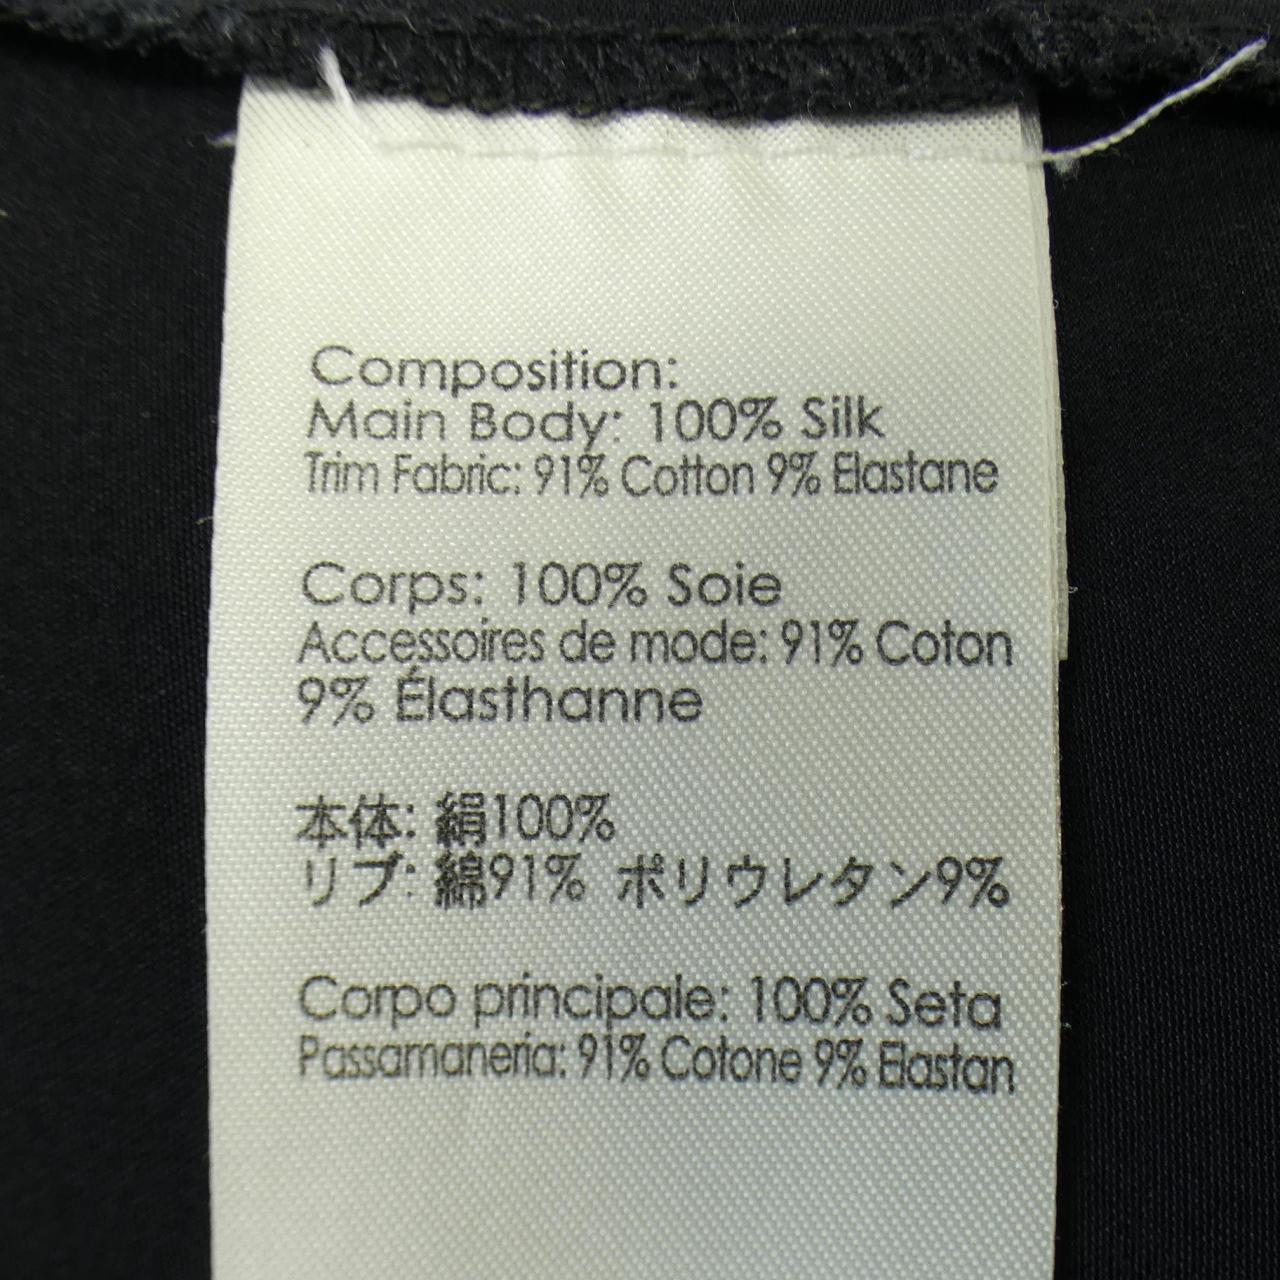 Composition:
Main Body: 100% Silk
Trim Fabric: 91% Cotton 9% Elastane
Corps: 100% Soie
Accessoires de mode: 91% Coton
9% Élasthanne
本体: 絹100%
リブ: 綿91% ポリウレタン9%
Corpo principale: 100% Seta
Passamaneria: 91% Cotone 9% Elastan